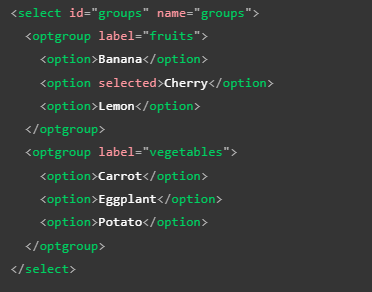 <select id="groups" name="groups">
  <optgroup label="fruits">
    <option>Banana</option>
    <option selected>Cherry</option>
    <option>Lemon</option>
  </optgroup>
  <optgroup label="vegetables">
    <option>Carrot</option>
    <option>Eggplant</option>
    <option>Potato</option>
  </optgroup>
</select>